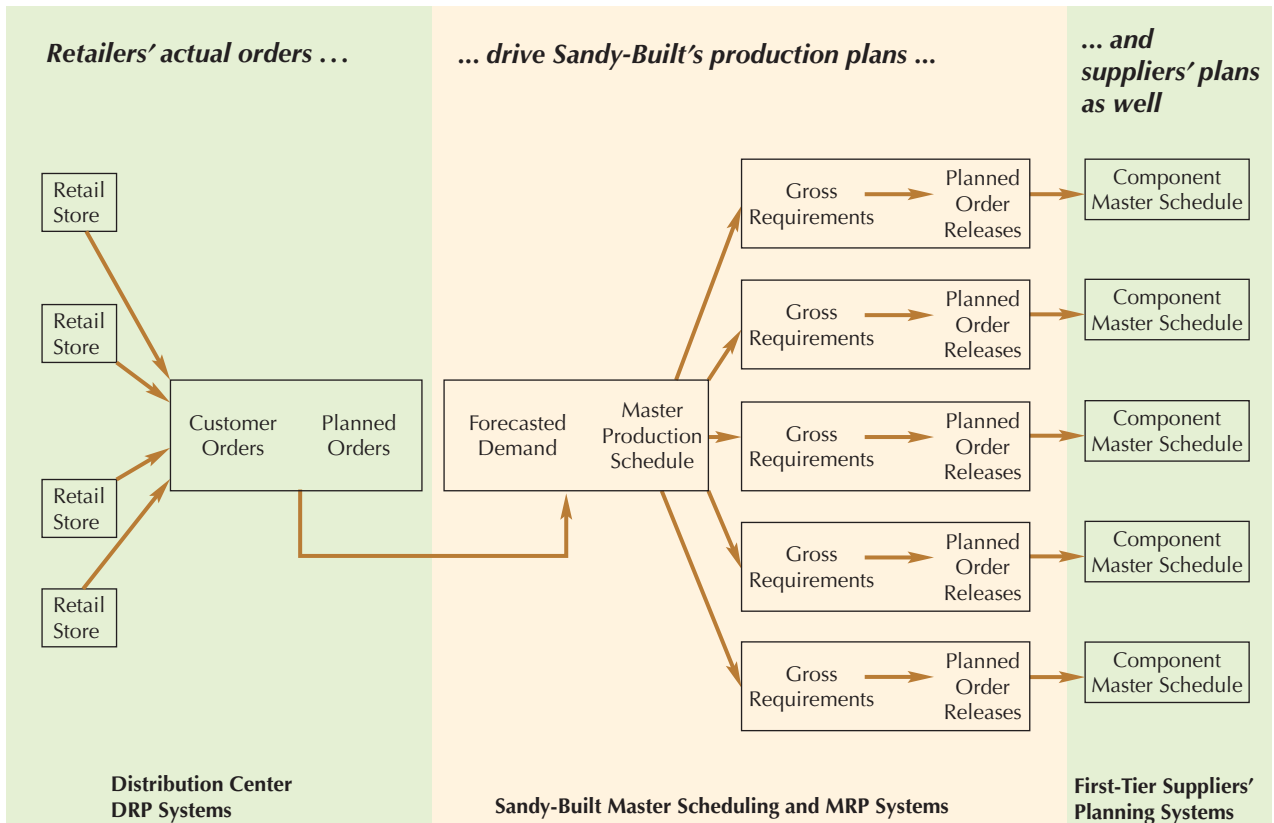 Retailers' actual orders ...
... drive Sandy-Built's production plans ...
... and
suppliers' plans
as well
Retail
Store
Retail
Store
Retail
Store
Retail
Store
Customer
Orders
Planned
Orders
Forecasted
Demand
Master
Production
Schedule
Gross
Requirements
Planned
Order
Releases
Component
Master Schedule
Gross
Requirements
Planned
Order
Releases
Component
Master Schedule
Gross
Requirements
Planned
Order
Releases
Component
Master Schedule
Gross
Requirements
Planned
Order
Releases
Component
Master Schedule
Gross
Requirements
Planned
Order
Releases
Component
Master Schedule
Distribution Center
DRP Systems
Sandy-Built Master Scheduling and MRP Systems
First-Tier Suppliers'
Planning Systems